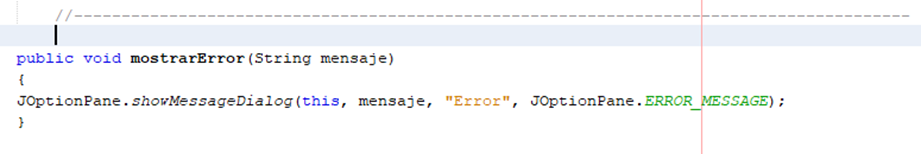 //--------------------------------------------------------------------------------------------
public void mostrarError(String mensaje)
{
JOptionPane.showMessageDialog(this, mensaje, "Error", JOptionPane.ERROR_MESSAGE);
}